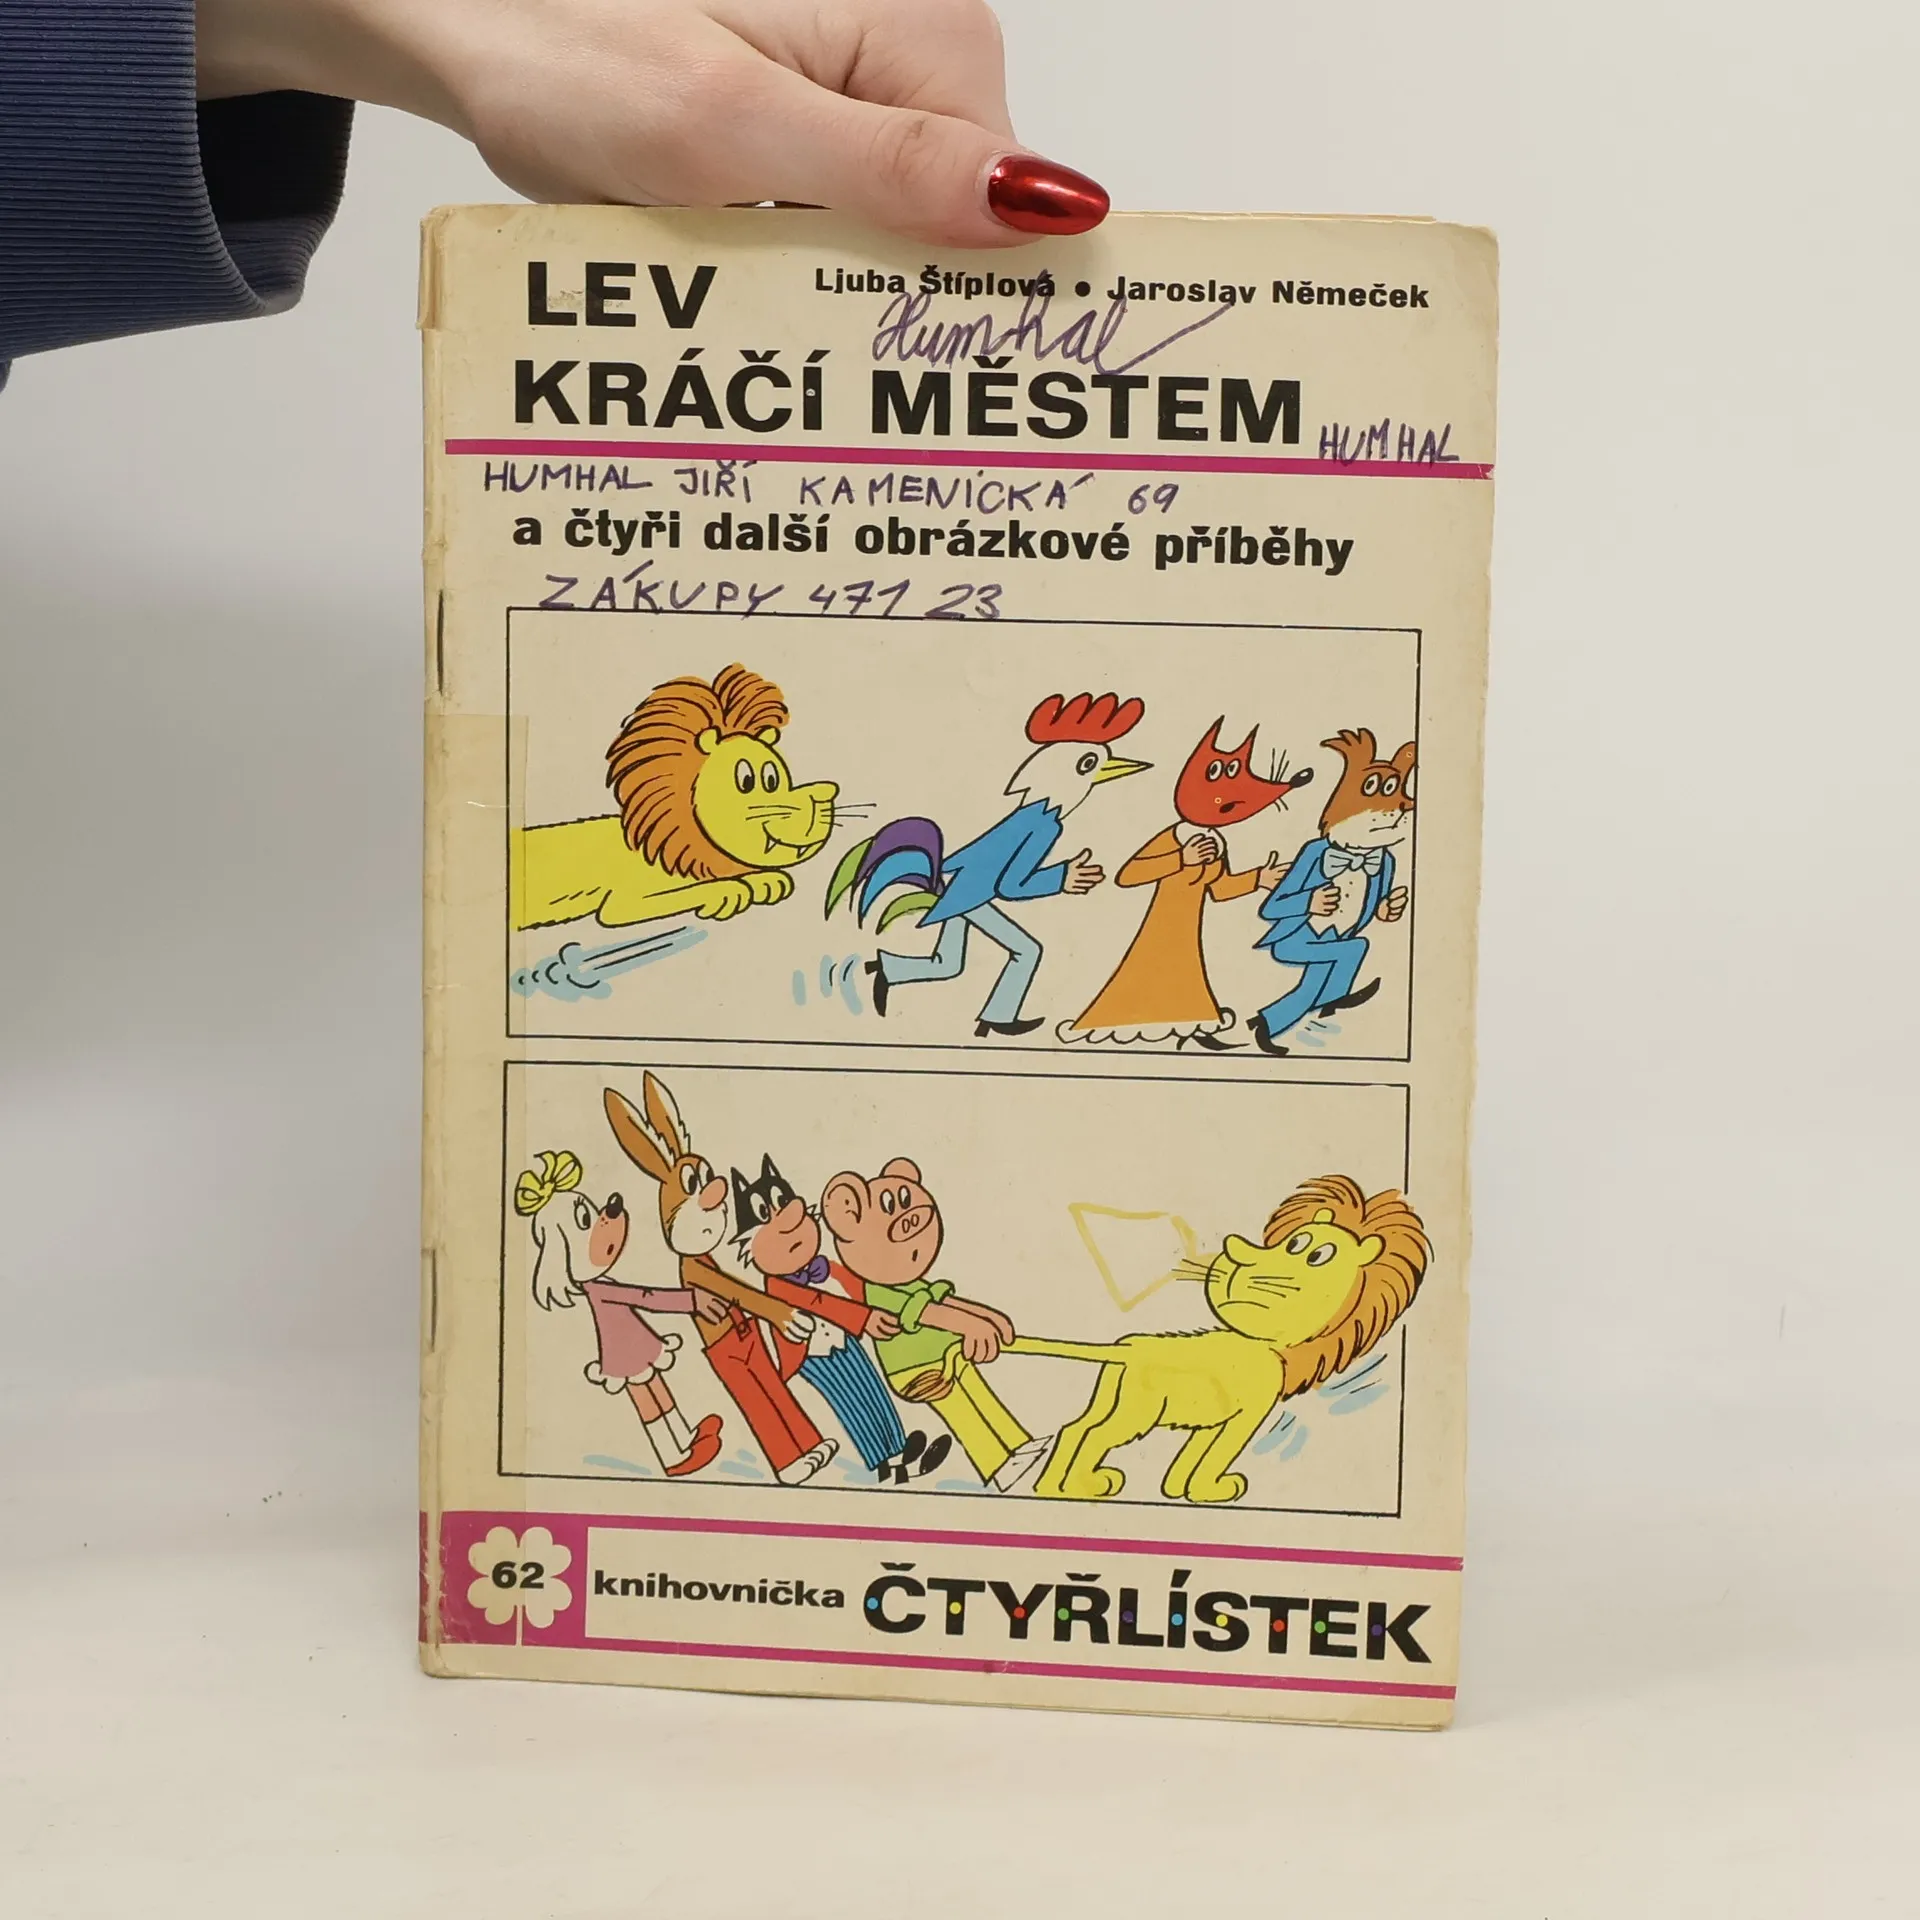 LEV
Ljuba Štíplová • Jaroslav Němeček
Humhal
KRÁČÍ MĚSTEM
HUMHAL
HUMHAL JIŘÍ KAMENICKÁ 69
a čtyři další obrázkové příběhy
ZÁKUPY 471 23
62
knihovnička ČTYŘLÍSTEK